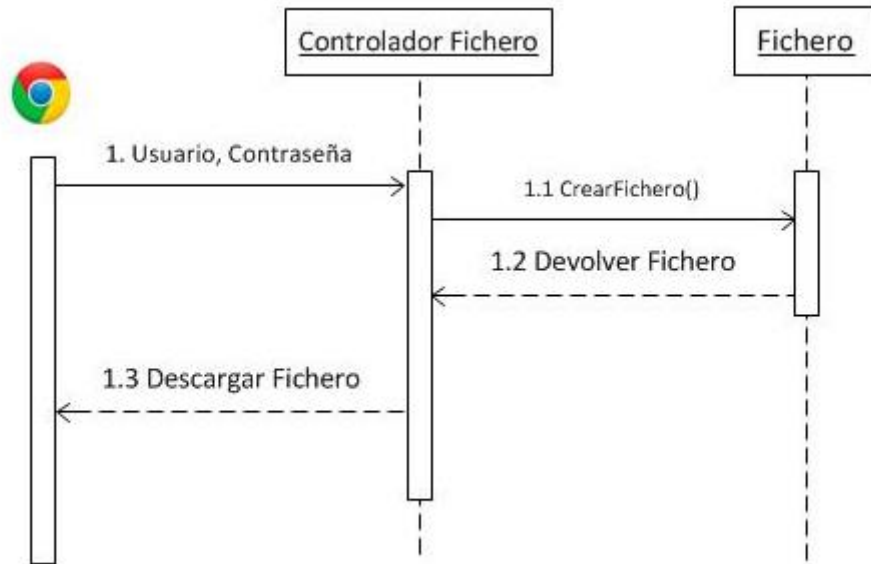 Controlador Fichero
Fichero
1. Usuario, Contraseña
1.1 CrearFichero()
1.2 Devolver Fichero
1.3 Descargar Fichero